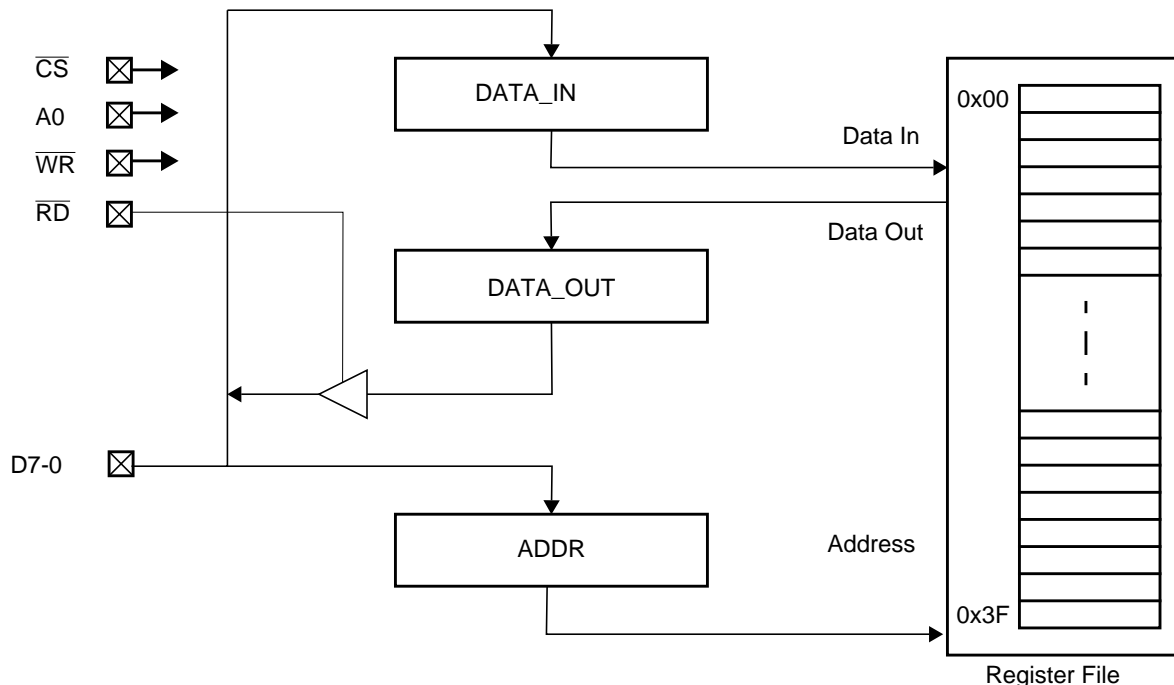 CS
DATA_IN
0x00
A0
Data In
WR
RD
Data Out
DATA_OUT
D7-0
ADDR
Address
0x3F
Register File